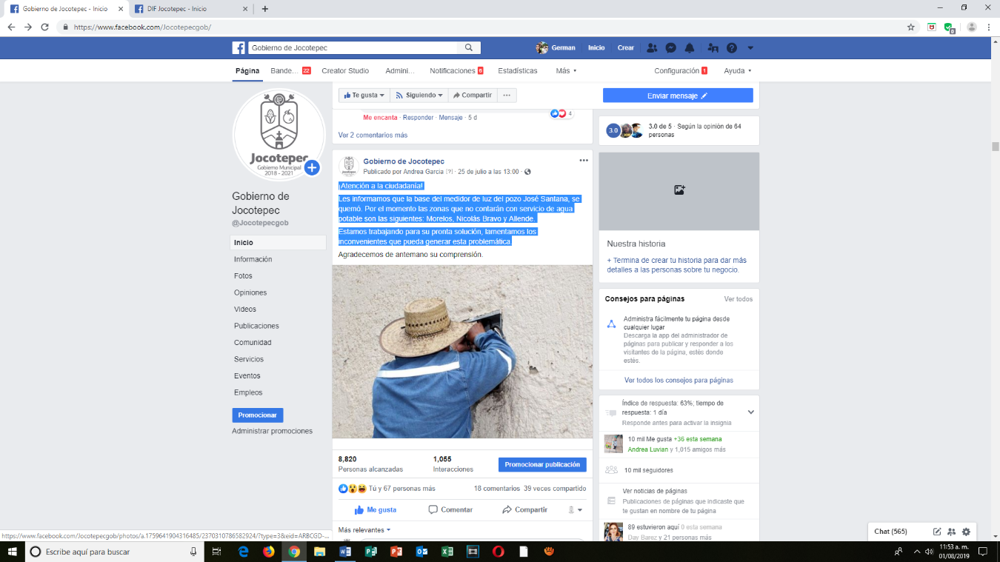 Gobierno de Jocotepec - Inicio
DIF Jocotepec - Inicio
https://www.facebook.com/Jocotepecgob/
Gobierno de Jocotepec
German Inicio Crear
Página Bande... 22 Creator Studio Admini... Notificaciones 6 Estadísticas Más Configuración 1 Ayuda
Te gusta Siguiendo Compartir ...
Enviar mensaje
Jocotepec
Gobierno Municipal
2018 - 2021
Gobierno de
Jocotepec
@Jocotepecgob
Inicio
Información
Fotos
Opiniones
Videos
Publicaciones
Comunidad
Servicios
Eventos
Empleos
Promocionar
Administrar promociones
Me encanta · Responder · Mensaje · 5 d
4
Ver 2 comentarios más
Gobierno de Jocotepec
Publicado por Andrea Garcia [?] · 25 de julio a las 13:00 ·
¡Atención a la ciudadanía!
Les informamos que la base del medidor de luz del pozo José Santana, se
quemó. Por el momento las zonas que no contarán con servicio de agua
potable son las siguientes: Morelos, Nicolás Bravo y Allende.
Estamos trabajando para su pronta solución, lamentamos los
inconvenientes que pueda generar esta problemática.
Agradecemos de antemano su comprensión.
8,820
Personas alcanzadas
1,055
Interacciones
Promocionar publicación
Tú y 67 personas más
18 comentarios 39 veces compartido
Me gusta Comentar Compartir
Más relevantes
3.0
3.0 de 5 · Según la opinión de 64
personas
Nuestra historia
+ Termina de crear tu historia para dar más
detalles a las personas sobre tu negocio.
Consejos para páginas
Ver todos
Administra fácilmente tu página desde
cualquier lugar
Descarga la app del administrador de
páginas para publicar y responder a los
visitantes de la página, estés donde
estés.
Ver todos los consejos para páginas
Índice de respuesta: 63%; tiempo de
respuesta: 1 día
Responde antes para activar la insignia
10 mil Me gusta +36 esta semana
Andrea Luvian y 1,015 amigos más
10 mil seguidores
Ver noticias de páginas
Publicaciones de páginas que indicaste que
te gustan en nombre de tu página
89 estuvieron aquí 0 esta semana
Day Barez y 21 personas más
Chat (565)
https://www.facebook.com/Jocotepecgob/photos/a.1759641904316485/2370310786582924/?type=3&eid=ARBCGD-...
Escribe aquí para buscar
11:53 a. m.
01/08/2019